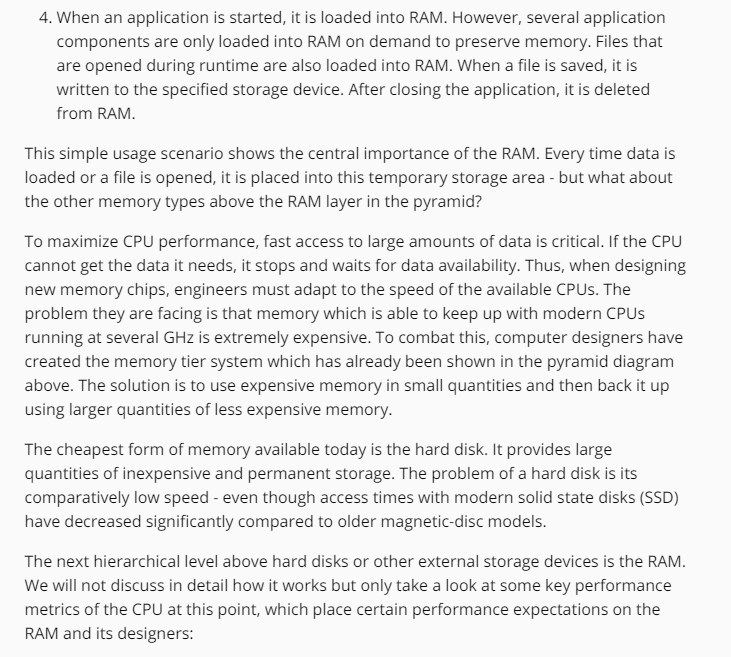 4. When an application is started, it is loaded into RAM. However, several application
components are only loaded into RAM on demand to preserve memory. Files that
are opened during runtime are also loaded into RAM. When a file is saved, it is
written to the specified storage device. After closing the application, it is deleted
from RAM.
This simple usage scenario shows the central importance of the RAM. Every time data is
loaded or a file is opened, it is placed into this temporary storage area - but what about
the other memory types above the RAM layer in the pyramid?
To maximize CPU performance, fast access to large amounts of data is critical. If the CPU
cannot get the data it needs, it stops and waits for data availability. Thus, when designing
new memory chips, engineers must adapt to the speed of the available CPUs. The
problem they are facing is that memory which is able to keep up with modern CPUs
running at several GHz is extremely expensive. To combat this, computer designers have
created the memory tier system which has already been shown in the pyramid diagram
above. The solution is to use expensive memory in small quantities and then back it up
using larger quantities of less expensive memory.
The cheapest form of memory available today is the hard disk. It provides large
quantities of inexpensive and permanent storage. The problem of a hard disk is its
comparatively low speed - even though access times with modern solid state disks (SSD)
have decreased significantly compared to older magnetic-disc models.
The next hierarchical level above hard disks or other external storage devices is the RAM.
We will not discuss in detail how it works but only take a look at some key performance
metrics of the CPU at this point, which place certain performance expectations on the
RAM and its designers: